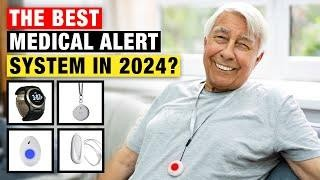 THE BEST
MEDICAL ALERT
SYSTEM IN 2024?